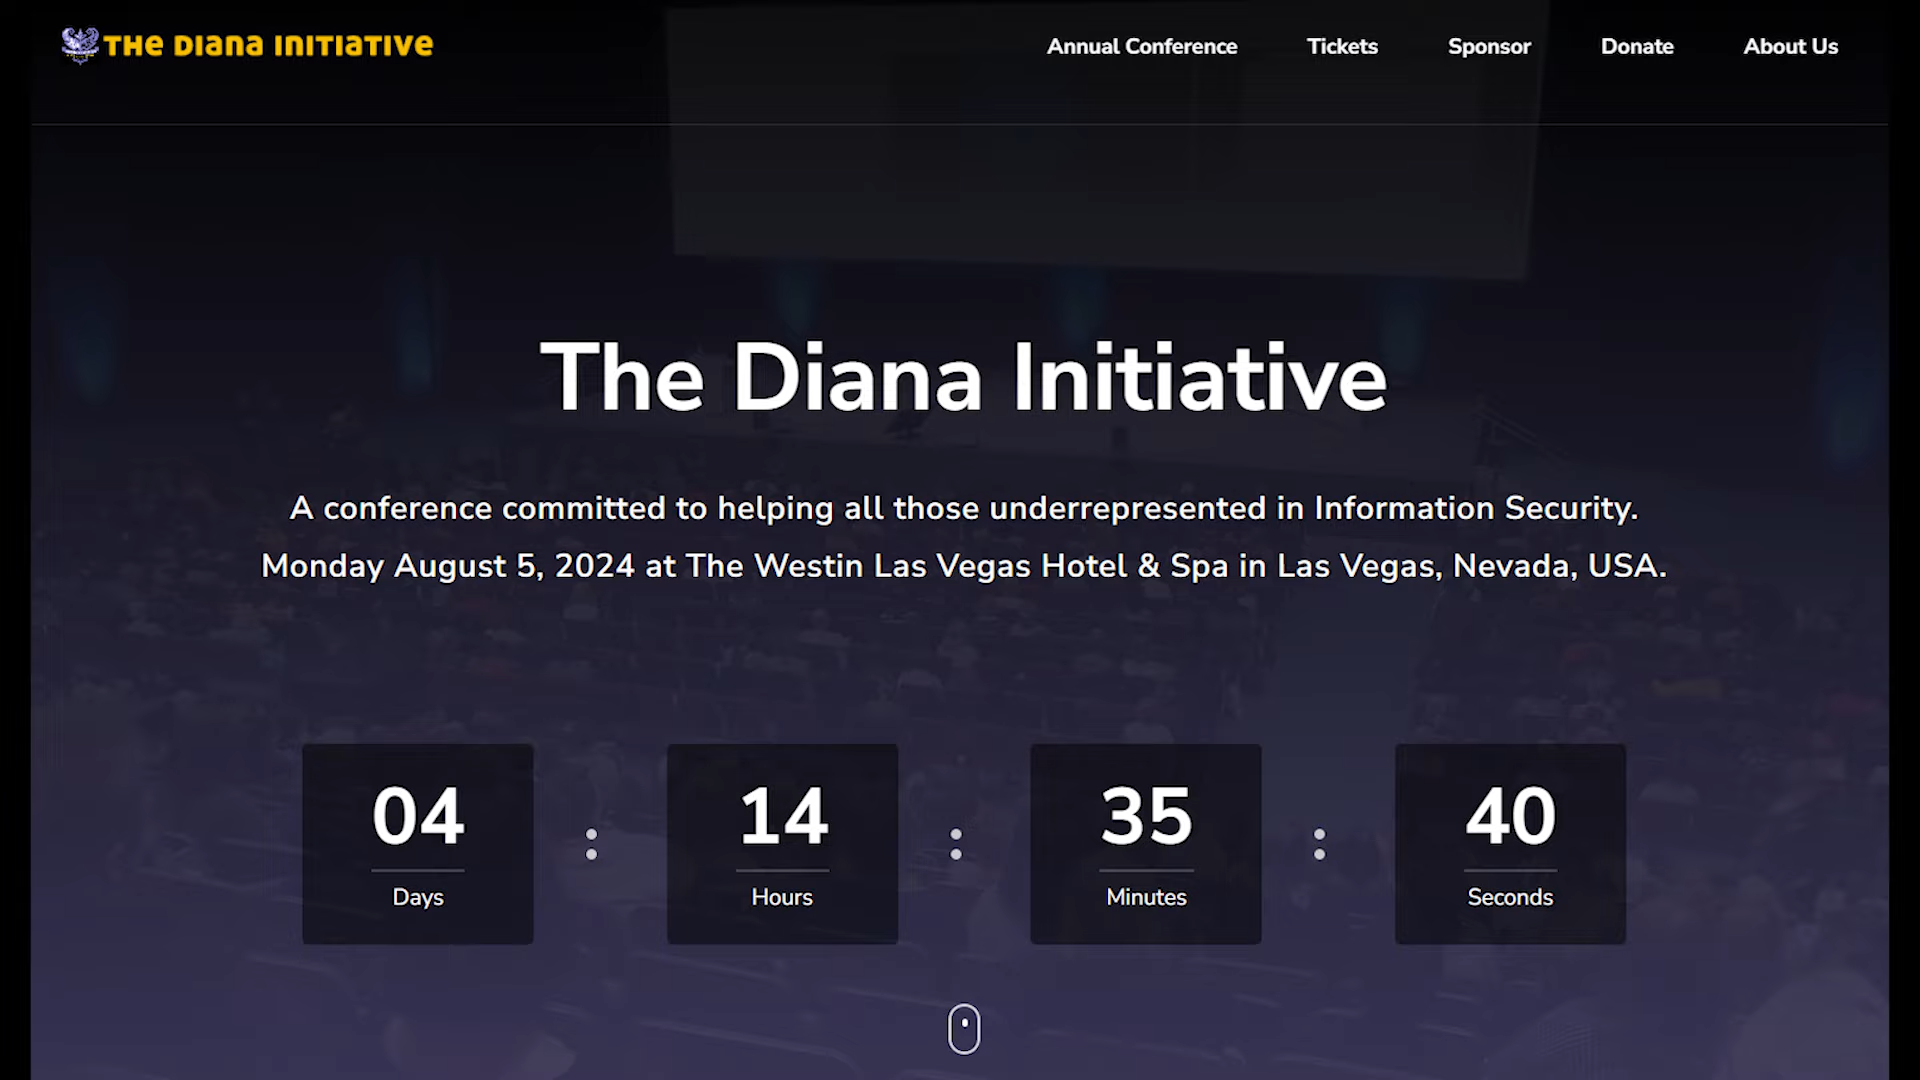 THE DIANA INITIATIVE
Annual Conference
Tickets
Sponsor
Donate
About Us
The Diana Initiative
A conference committed to helping all those underrepresented in Information Security.
Monday August 5, 2024 at The Westin Las Vegas Hotel & Spa in Las Vegas, Nevada, USA.
04 : 14 : 35 : 40
Days Hours Minutes Seconds